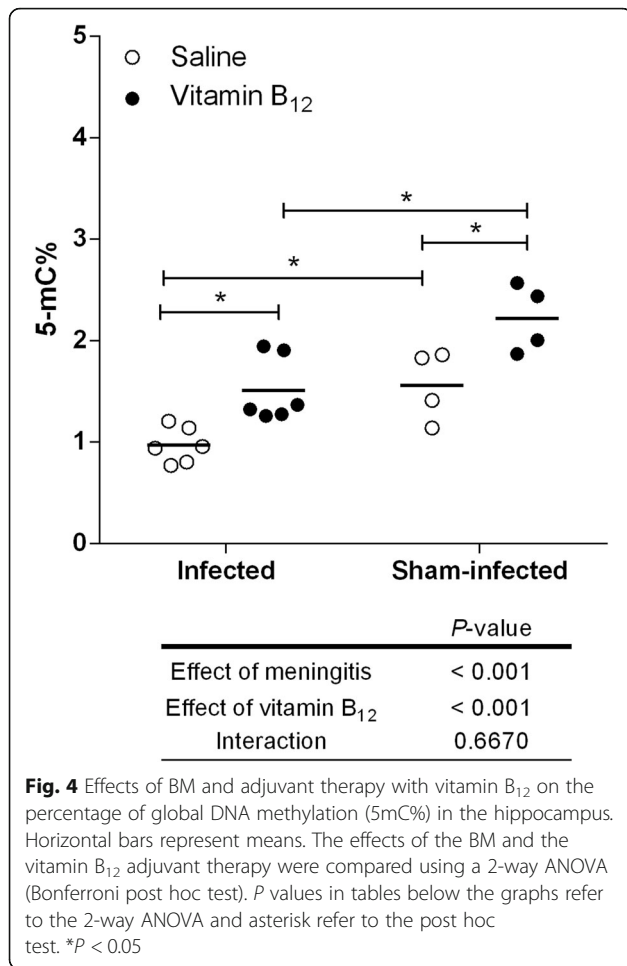 5
○ Saline
● Vitamin B₁₂
4
*
3
*
*
5-mC%
*
2
1
0
Infected Sham-infected
P-value
Effect of meningitis < 0.001
Effect of vitamin B₁₂ < 0.001
Interaction 0.6670
Fig. 4 Effects of BM and adjuvant therapy with vitamin B₁₂ on the
percentage of global DNA methylation (5mC%) in the hippocampus.
Horizontal bars represent means. The effects of the BM and the
vitamin B₁₂ adjuvant therapy were compared using a 2-way ANOVA
(Bonferroni post hoc test). P values in tables below the graphs refer
to the 2-way ANOVA and asterisk refer to the post hoc
test. *P < 0.05